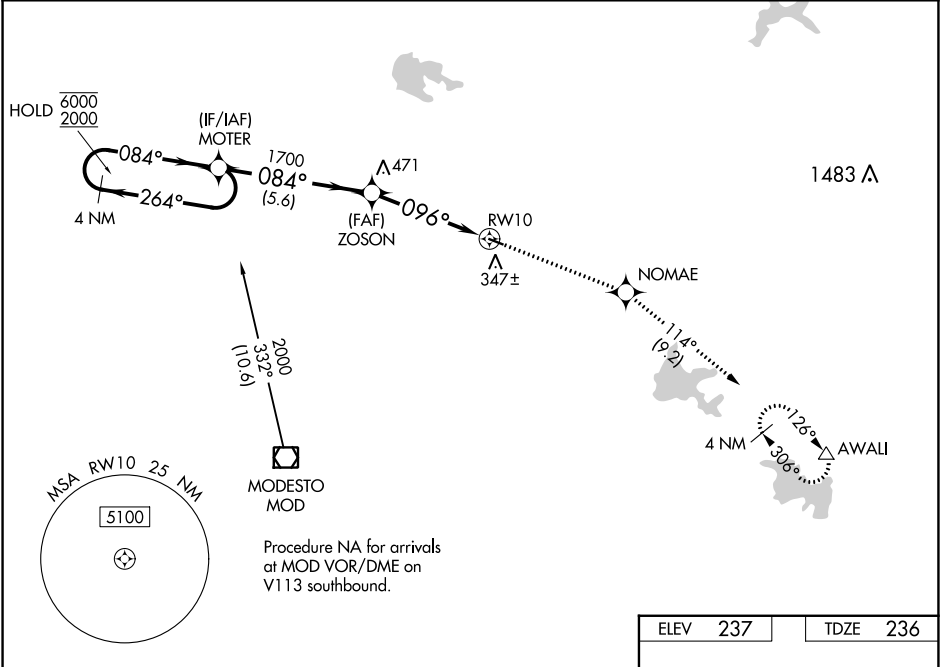 HOLD 6000
2000
(IF/IAF)
MOTER
084°
264°
4 NM
1700
084°
(5.6)
471
(FAF)
ZOSON
096°
RW10
347±
1483
NOMAE
114°
(9.2)
4 NM
126°
306°
AWALI
2000
332°
(10.6)
MODESTO
MOD
MSA RW10 25 NM
5100
Procedure NA for arrivals
at MOD VOR/DME on
V113 southbound.
ELEV 237
TDZE 236